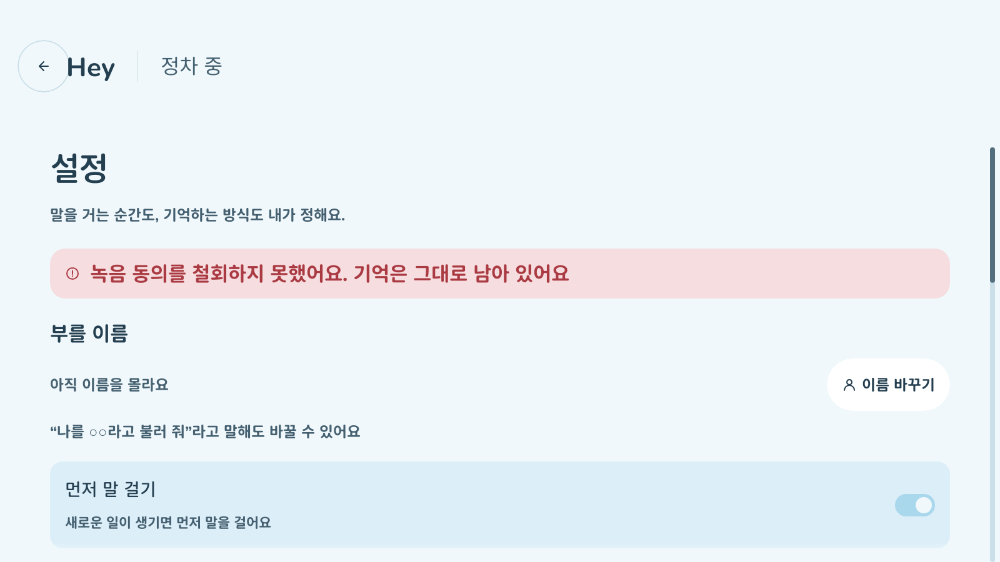 Hey
정차 중
설정
말을 거는 순간도, 기억하는 방식도 내가 정해요.
녹음 동의를 철회하지 못했어요. 기억은 그대로 남아 있어요
부를 이름
아직 이름을 몰라요
이름 바꾸기
“나를 ○○라고 불러 줘”라고 말해도 바꿀 수 있어요
먼저 말 걸기
새로운 일이 생기면 먼저 말을 걸어요